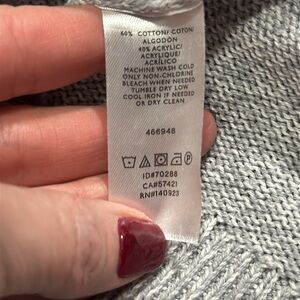 60% COTTON/COTON/
ALGODÓN
40% ACRYLIC/
ACRYLIQUE/
ACRÍLICO
MACHINE WASH COLD
ONLY NON-CHLORINE
BLEACH WHEN NEEDED
TUMBLE DRY LOW
COOL IRON IF NEEDED
OR DRY CLEAN
466948
ID#70288
CA#57421
RN#140923